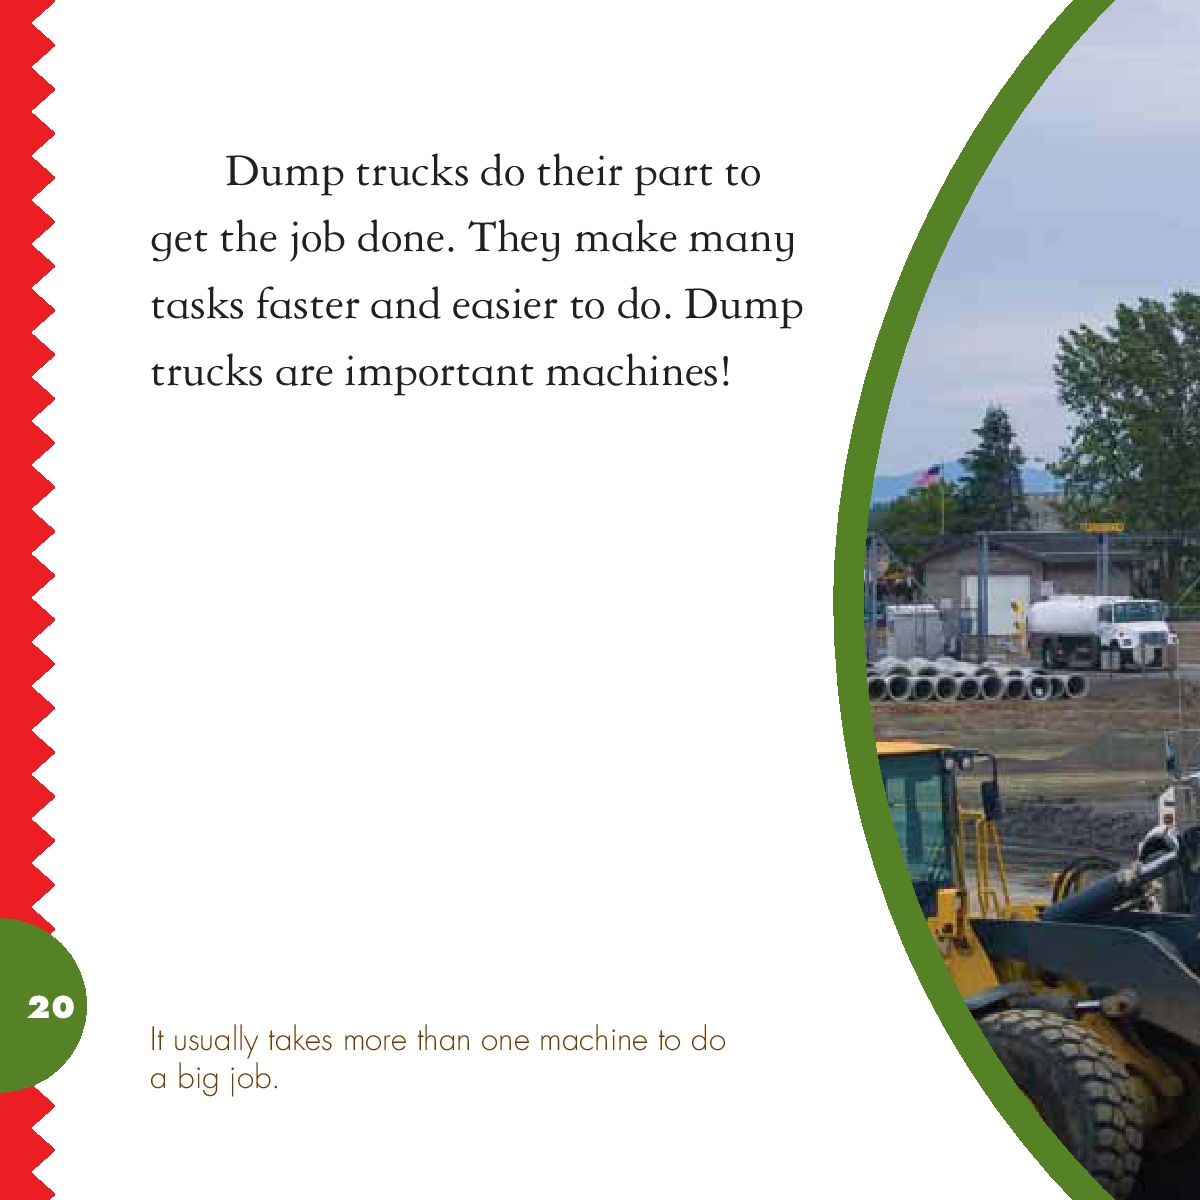 Dump trucks do their part to
get the job done. They make many
tasks faster and easier to do. Dump
trucks are important machines!
20
It usually takes more than one machine to do
a big job.